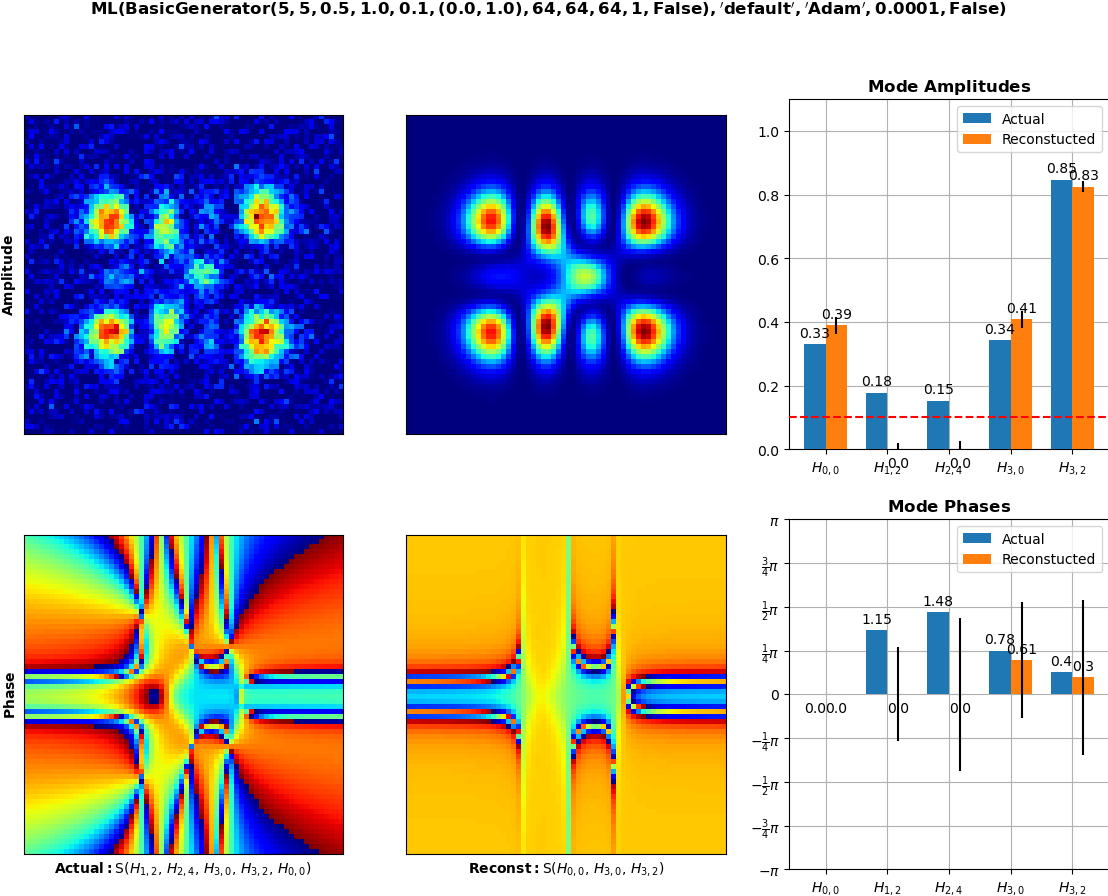 ML(BasicGenerator(5, 5, 0.5, 1.0, 0.1, (0.0, 1.0), 64, 64, 64, 1, False), ′default′, ′Adam′, 0.0001, False)
Amplitude
Mode Amplitudes
Actual
Reconstucted
1.0
0.8
0.6
0.4
0.2
0.0
0.33
0.39
0.18
0.0
0.15
0.0
0.34
0.41
0.85
0.83
H0,0
H1,2
H2,4
H3,0
H3,2
Phase
Actual: S(H1,2, H2,4, H3,0, H3,2, H0,0)
Reconst: S(H0,0, H3,0, H3,2)
Mode Phases
Actual
Reconstucted
π
3/4π
1/2π
1/4π
0
−1/4π
−1/2π
−3/4π
−π
0.0
0.0
1.15
0.0
1.48
0.0
0.78
0.61
0.4
0.3
H0,0
H1,2
H2,4
H3,0
H3,2